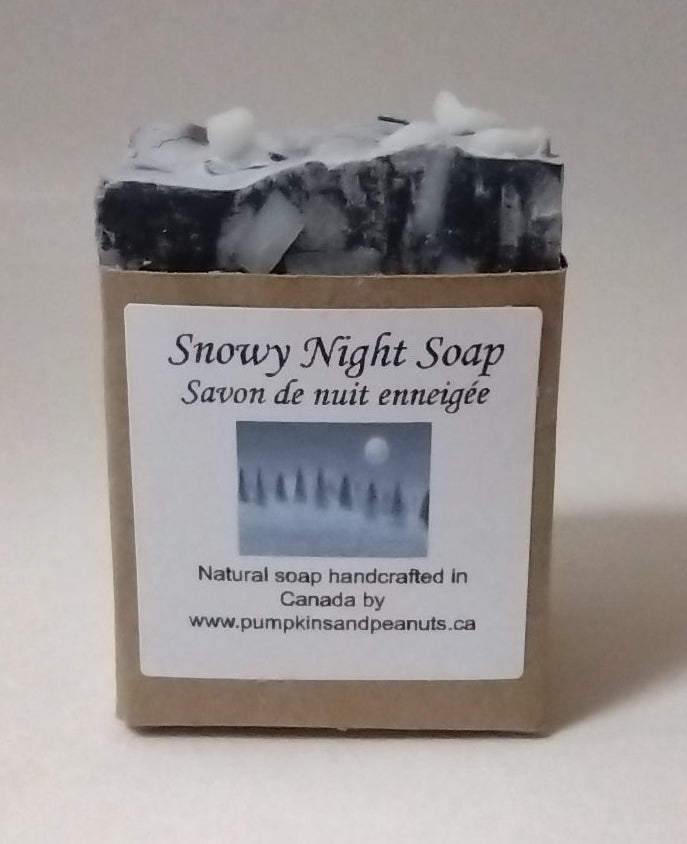 Snowy Night Soap
Savon de nuit enneigée
Natural soap handcrafted in
Canada by
www.pumpkinsandpeanuts.ca